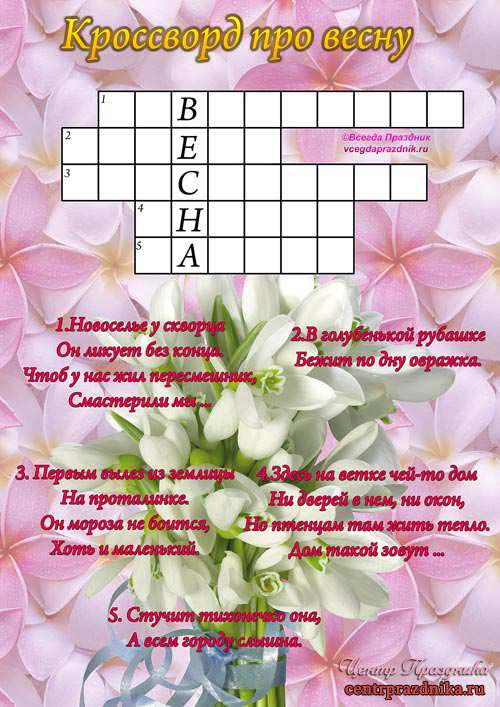 Кроссворд про весну
1
В
©Всегда Праздник
vcegdaprazdnik.ru
2
Е
3
С
4
Н
5
А
1.Новоселье у скворца
Он ликует без конца.
Чтоб у нас жил пересмешник,
Смастерили мы ...
2.В голубенькой рубашке
Бежит по дну овражка.
3. Первым вылез из землицы
На проталинке.
Он мороза не боится,
Хоть и маленький.
4.Здесь на ветке чей-то дом
Ни дверей в нем, ни окон,
Но птенцам там жить тепло.
Дом такой зовут ...
5. Стучит тихонечко она,
А всем городу слышна.
Центр Праздника
centrprazdnika.ru